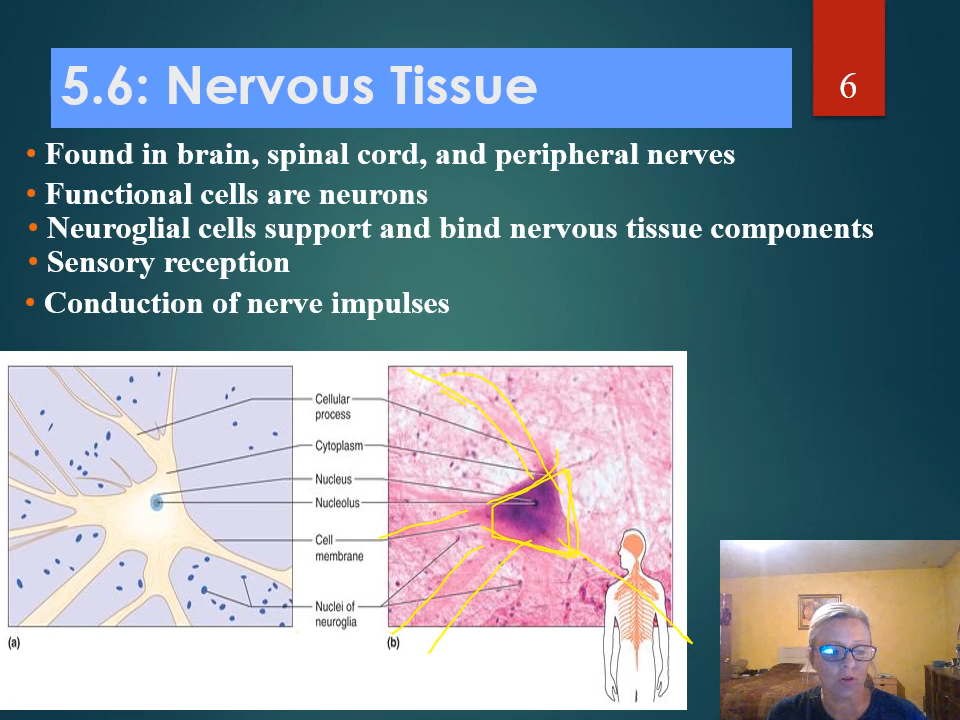 5.6: Nervous Tissue
6
• Found in brain, spinal cord, and peripheral nerves
• Functional cells are neurons
• Neuroglial cells support and bind nervous tissue components
• Sensory reception
• Conduction of nerve impulses
Cellular
process
Cytoplasm
Nucleus
Nucleolus
Cell
membrane
Nuclei of
neuroglia
(a)
(b)